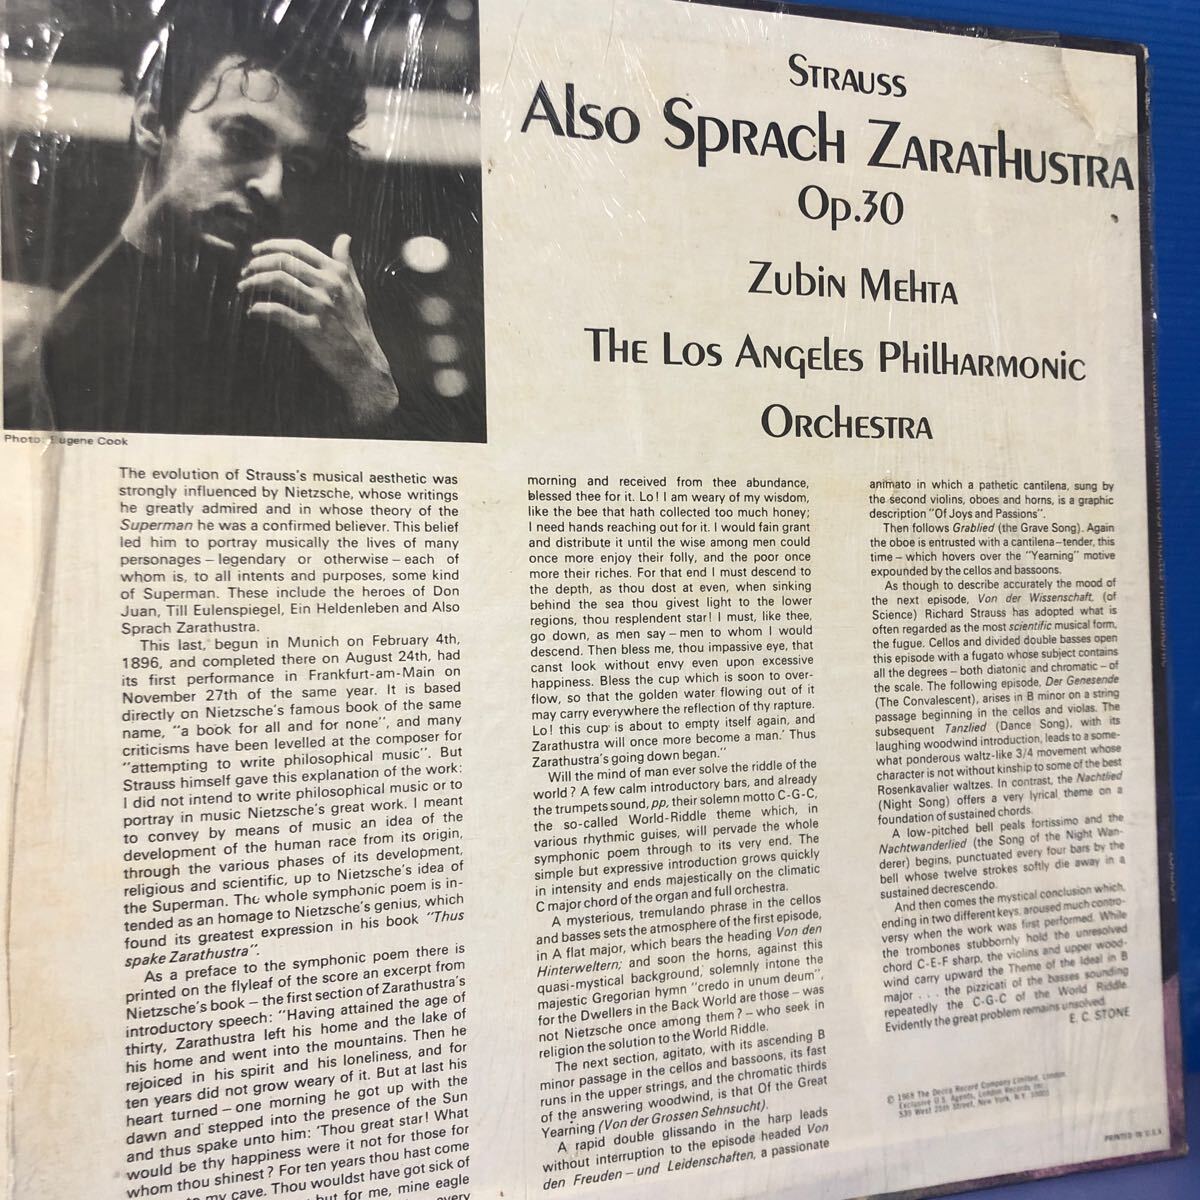 STRAUSS
ALSO SPRACH ZARATHUSTRA
Op.30
ZUBIN MEHTA
THE LOS ANGELES PHILHARMONIC
ORCHESTRA
Photo: Eugene Cook
The evolution of Strauss's musical aesthetic was
strongly influenced by Nietzsche, whose writings
he greatly admired and in whose theory of the
Superman he was a confirmed believer. This belief
led him to portray musically the lives of many
personages – legendary or otherwise – each of
whom is, to all intents and purposes, some kind
of Superman. These include the heroes of Don
Juan, Till Eulenspiegel, Ein Heldenleben and Also
Sprach Zarathustra.
This last, begun in Munich on February 4th,
1896, and completed there on August 24th, had
its first performance in Frankfurt-am-Main on
November 27th of the same year. It is based
directly on Nietzsche's famous book of the same
name, "a book for all and for none", and many
criticisms have been levelled at the composer for
"attempting to write philosophical music". But
Strauss himself gave this explanation of the work:
I did not intend to write philosophical music or to
portray in music Nietzsche's great work. I meant
to convey by means of music an idea of the
development of the human race from its origin,
through the various phases of its development,
religious and scientific, up to Nietzsche's idea of
the Superman. The whole symphonic poem is in-
tended as an homage to Nietzsche's genius, which
found its greatest expression in his book "Thus
spake Zarathustra".
As a preface to the symphonic poem there is
printed on the flyleaf of the score an excerpt from
Nietzsche's book – the first section of Zarathustra's
introductory speech: "Having attained the age of
thirty, Zarathustra left his home and the lake of
his home and went into the mountains. Then he
rejoiced in his spirit and his loneliness, and for
ten years did not grow weary of it. But at last his
heart turned – one morning he got up with the
dawn and stepped into the presence of the Sun
and thus spake unto him: 'Thou great star! What
would be thy happiness were it not for those for
whom thou shinest? For ten years thou hast come
my cave. Thou wouldst have got sick of
but for me, mine eagle
every
morning and received from thee abundance,
blessed thee for it. Lo! I am weary of my wisdom,
like the bee that hath collected too much honey;
I need hands reaching out for it. I would fain grant
and distribute it until the wise among men could
once more enjoy their folly, and the poor once
more their riches. For that end I must descend to
the depth, as thou dost at even, when sinking
behind the sea thou givest light to the lower
regions, thou resplendent star! I must, like thee,
go down, as men say – men to whom I would
descend. Then bless me, thou impassive eye, that
canst look without envy even upon excessive
happiness. Bless the cup which is soon to over-
flow, so that the golden water flowing out of it
may carry everywhere the reflection of thy rapture.
Lo! this cup is about to empty itself again, and
Zarathustra will once more become a man.' Thus
Zarathustra's going down began."
Will the mind of man ever solve the riddle of the
world? A few calm introductory bars, and already
the trumpets sound, pp, their solemn motto C-G-C,
the so-called World-Riddle theme which, in
various rhythmic guises, will pervade the whole
symphonic poem through to its very end. The
simple but expressive introduction grows quickly
in intensity and ends majestically on the climatic
C major chord of the organ and full orchestra.
A mysterious, tremulando phrase in the cellos
and basses sets the atmosphere of the first episode,
in A flat major, which bears the heading Von den
Hinterweltern; and soon the horns, against this
quasi-mystical background, solemnly intone the
majestic Gregorian hymn "credo in unum deum",
for the Dwellers in the Back World are those – was
not Nietzsche once among them? – who seek in
religion the solution to the World Riddle.
The next section, agitato, with its ascending B
minor passage in the cellos and bassoons, its fast
runs in the upper strings, and the chromatic thirds
of the answering woodwind, is that Of the Great
Yearning (Von der Grossen Sehnsucht).
A rapid double glissando in the harp leads
without interruption to the episode headed Von
den Freuden – und Leidenschaften, a passionate
animato in which a pathetic cantilena, sung by
the second violins, oboes and horns, is a graphic
description "Of Joys and Passions".
Then follows Grablied (the Grave Song). Again
the oboe is entrusted with a cantilena – tender, this
time – which hovers over the "Yearning" motive
expounded by the cellos and bassoons.
As though to describe accurately the mood of
the next episode, Von der Wissenschaft, (of
Science) Richard Strauss has adopted what is
often regarded as the most scientific musical form,
the fugue. Cellos and divided double basses open
this episode with a fugato whose subject contains
all the degrees – both diatonic and chromatic – of
the scale. The following episode, Der Genesende
(The Convalescent), arises in B minor on a string
passage beginning in the cellos and violas. The
subsequent Tanzlied (Dance Song), with its
laughing woodwind introduction, leads to a some-
what ponderous waltz-like 3/4 movement whose
character is not without kinship to some of the best
Rosenkavalier waltzes. In contrast, the Nachtlied
(Night Song) offers a very lyrical theme on a
foundation of sustained chords.
A low-pitched bell peals fortissimo and the
Nachtwanderlied (the Song of the Night Wan-
derer) begins, punctuated every four bars by the
bell whose twelve strokes softly die away in a
sustained decrescendo.
And then comes the mystical conclusion which,
ending in two different keys, aroused much contro-
versy when the work was first performed. While
the trombones stubbornly hold the unresolved
chord C-E-F sharp, the violins and upper wood-
wind carry upward the Theme of the Ideal in B
major . . . the pizzicati of the basses sounding
repeatedly the C-G-C of the World Riddle.
Evidently the great problem remains unsolved.
E. C. STONE
© 1968 The Decca Record Company Limited, London.
Exclusive U.S. Agents, London Records Inc.,
539 West 25th Street, New York, N.Y. 10001
PRINTED IN U.S.A.